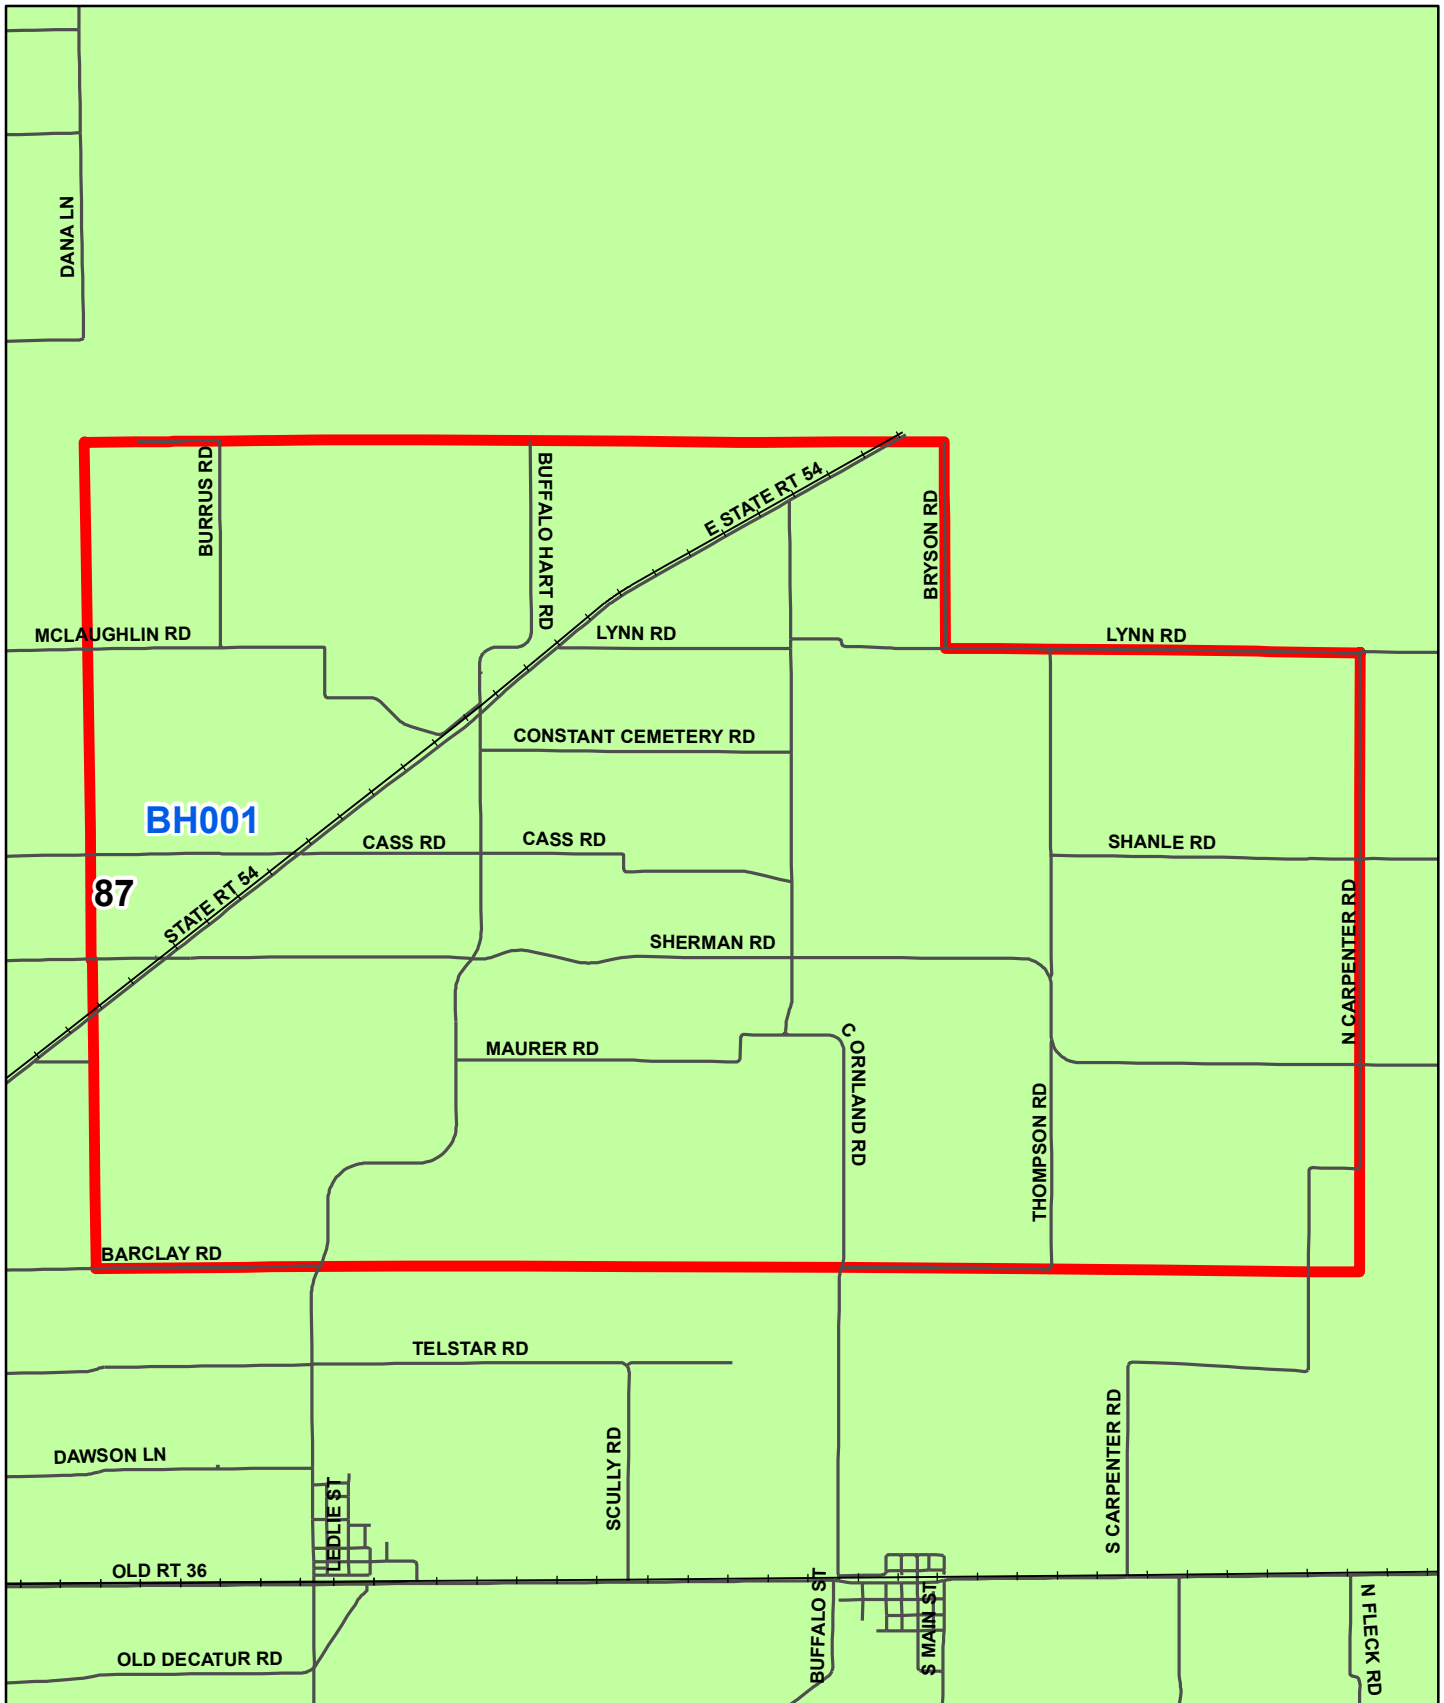 DANA LN
BURRUS RD
BUFFALO HART RD
E STATE RT 54
BRYSON RD
MCLAUGHLIN RD
LYNN RD
LYNN RD
CONSTANT CEMETERY RD
BH001
CASS RD
CASS RD
SHANLE RD
87
STATE RT 54
N CARPENTER RD
SHERMAN RD
MAURER RD
CORNLAND RD
THOMPSON RD
BARCLAY RD
TELSTAR RD
DAWSON LN
LEDLIE ST
SCULLY RD
S CARPENTER RD
OLD RT 36
BUFFALO ST
S MAIN ST
N FLECK RD
OLD DECATUR RD